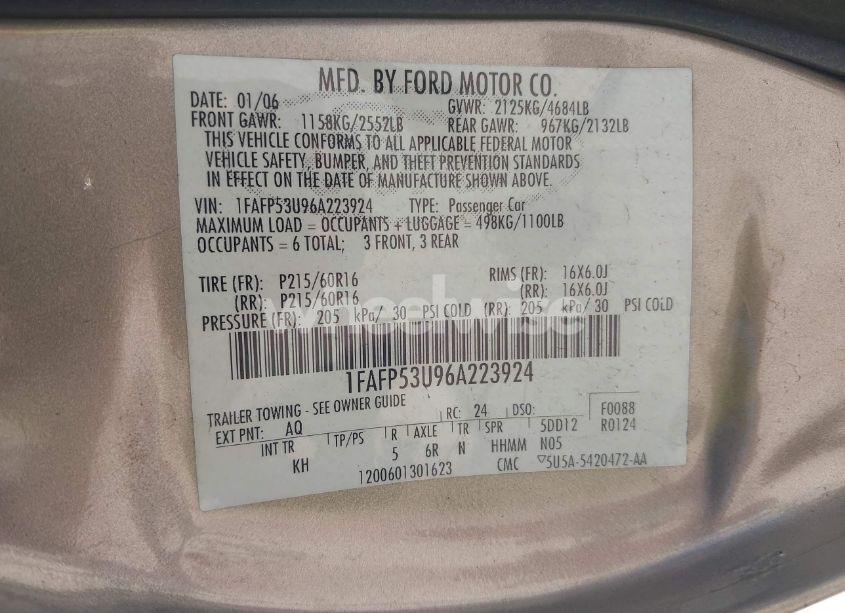 MFD. BY FORD MOTOR CO.
DATE: 01/06 GVWR: 2125KG/4684LB
FRONT GAWR: 1158KG/2552LB REAR GAWR: 967KG/2132LB
THIS VEHICLE CONFORMS TO ALL APPLICABLE FEDERAL MOTOR
VEHICLE SAFETY, BUMPER, AND THEFT PREVENTION STANDARDS
IN EFFECT ON THE DATE OF MANUFACTURE SHOWN ABOVE.
VIN: 1FAFP53U96A223924 TYPE: Passenger Car
MAXIMUM LOAD = OCCUPANTS + LUGGAGE = 498KG/1100LB
OCCUPANTS = 6 TOTAL; 3 FRONT, 3 REAR
TIRE (FR): P215/60R16 RIMS (FR): 16X6.0J
(RR): P215/60R16 (RR): 16X6.0J
PRESSURE (FR): 205 kPa/ 30 PSI COLD (RR): 205 kPa/ 30 PSI COLD
wheelwise
1FAFP53U96A223924
TRAILER TOWING - SEE OWNER GUIDE
EXT PNT: AQ RC: 24 DSO: F0088
INT TR TP/PS R AXLE TR SPR 5DD12 R0124
KH 5 6R N HHMM N05
1200601301623 CMC ▽5U5A-5420472-AA